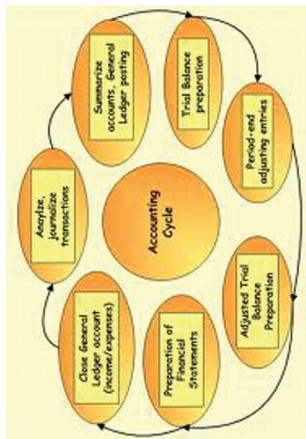 Anaylze,
journalize
transactions
Summarize
accounts, General
Ledger posting
Trial Balance
preparation
Period-end
adjusting entries
Adjusted Trial
Balance
Preparation
Preparation of
Financial
Statements
Close General
Ledger account
(income/expenses)
Accounting
Cycle